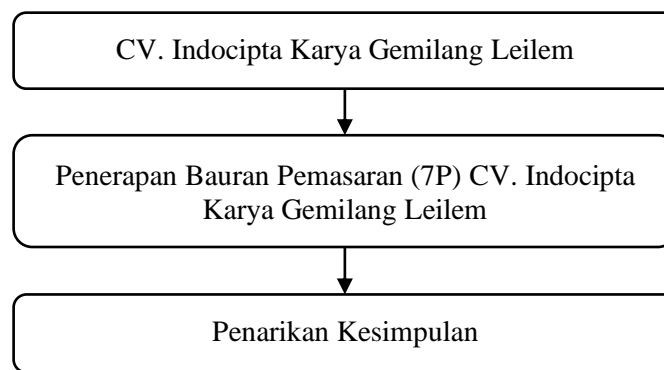 CV. Indocipta Karya Gemilang Leilem
Penerapan Bauran Pemasaran (7P) CV. Indocipta
Karya Gemilang Leilem
Penarikan Kesimpulan